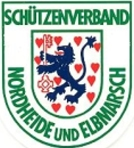 SCHÜTZENVERBAND
NORDHEIDE UND ELBMARSCH